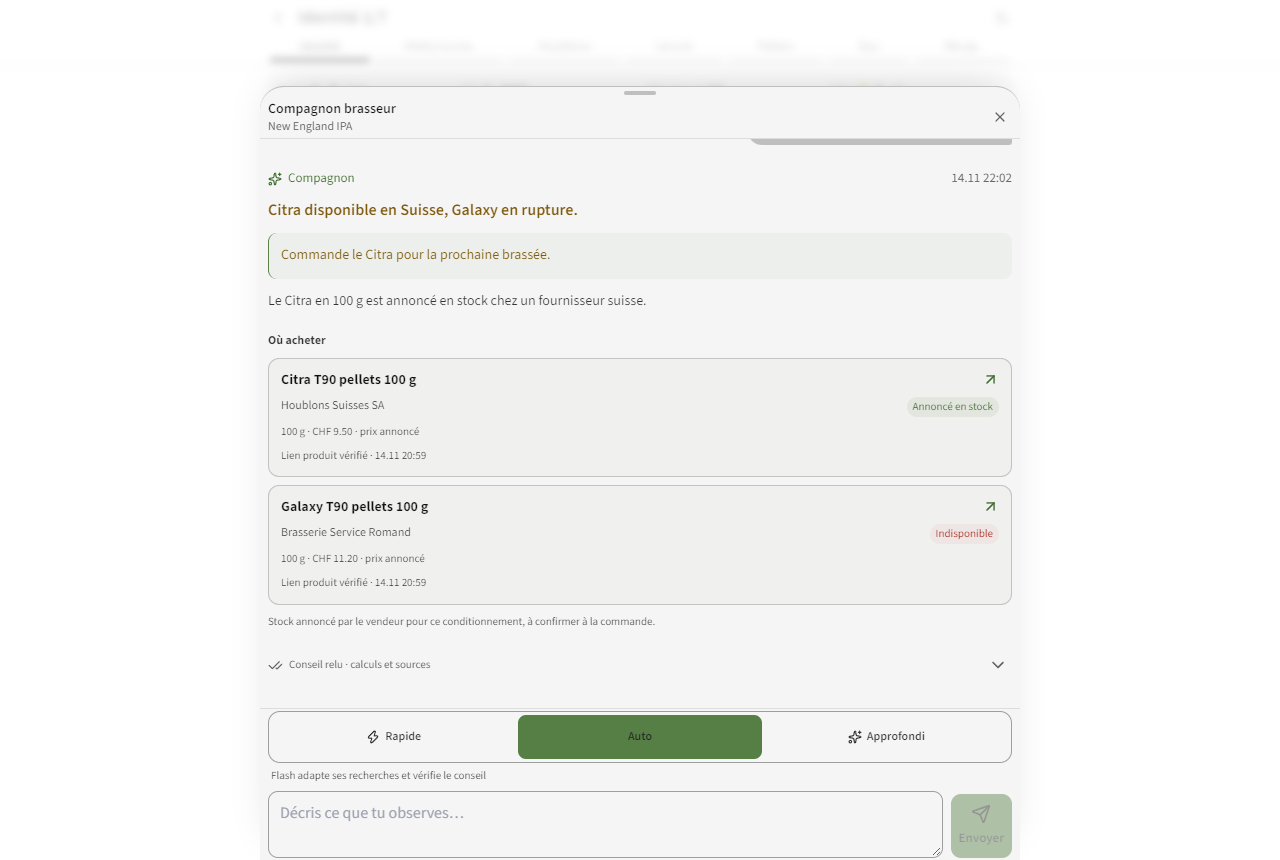 Compagnon brasseur
New England IPA
Compagnon
14.11 22:02
Citra disponible en Suisse, Galaxy en rupture.
Commande le Citra pour la prochaine brassée.
Le Citra en 100 g est annoncé en stock chez un fournisseur suisse.
Où acheter
Citra T90 pellets 100 g
Houblons Suisses SA
Annoncé en stock
100 g · CHF 9.50 · prix annoncé
Lien produit vérifié · 14.11 20:59
Galaxy T90 pellets 100 g
Brasserie Service Romand
Indisponible
100 g · CHF 11.20 · prix annoncé
Lien produit vérifié · 14.11 20:59
Stock annoncé par le vendeur pour ce conditionnement, à confirmer à la commande.
Conseil relu · calculs et sources
Rapide
Auto
Approfondi
Flash adapte ses recherches et vérifie le conseil
Décris ce que tu observes…
Envoyer